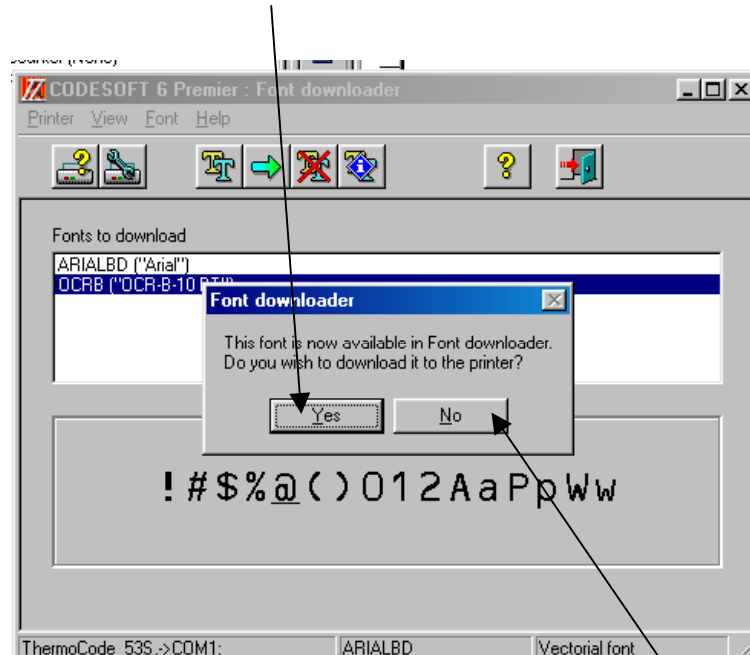 CODESOFT 6 Premier : Font downloader
Printer View Font Help
Fonts to download
ARIALBD ("Arial")
OCRB ("OCR-B-10
Font downloader
This font is now available in Font downloader.
Do you wish to download it to the printer?
Yes No
!#$%@()012AaPpWw
ThermoCode 53S,->COM1: ARIALBD Vectorial font